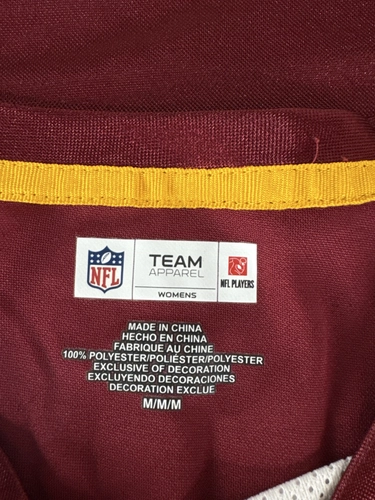 NFL
TEAM
APPAREL
WOMENS
NFL PLAYERS
MADE IN CHINA
HECHO EN CHINA
FABRIQUE AU CHINE
100% POLYESTER/POLIÉSTER/POLYESTER
EXCLUSIVE OF DECORATION
EXCLUYENDO DECORACIONES
DECORATION EXCLUE
M/M/M